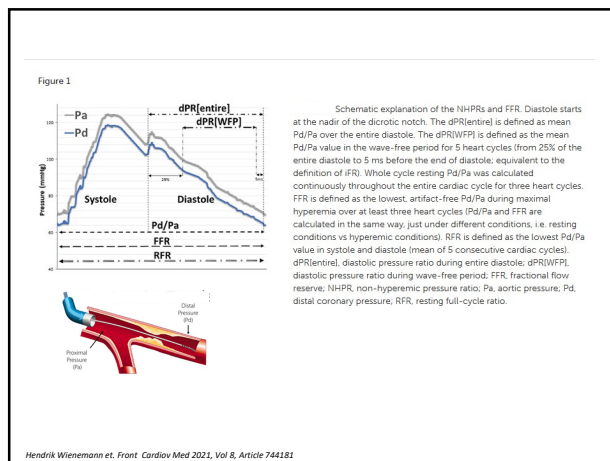 Figure 1
Pa
Pd
dPR[entire]
dPR[WFP]
120
100
80
60
40
Pressure (mmHg)
25%
5ms
Systole
Diastole
Pd/Pa
FFR
RFR
Distal
Pressure
(Pd)
Proximal
Pressure
(Pa)
Schematic explanation of the NHPRs and FFR. Diastole starts
at the nadir of the dicrotic notch. The dPR[entire] is defined as mean
Pd/Pa over the entire diastole. The dPR[WFP] is defined as the mean
Pd/Pa value in the wave-free period for 5 heart cycles (from 25% of the
entire diastole to 5 ms before the end of diastole; equivalent to the
definition of iFR). Whole cycle resting Pd/Pa was calculated
continuously throughout the entire cardiac cycle for three heart cycles.
FFR is defined as the lowest, artifact-free Pd/Pa during maximal
hyperemia over at least three heart cycles (Pd/Pa and FFR are
calculated in the same way, just under different conditions, i.e. resting
conditions vs hyperemic conditions). RFR is defined as the lowest Pd/Pa
value in systole and diastole (mean of 5 consecutive cardiac cycles).
dPR[entire], diastolic pressure ratio during entire diastole; dPR[WFP],
diastolic pressure ratio during wave-free period; FFR, fractional flow
reserve; NHPR, non-hyperemic pressure ratio; Pa, aortic pressure; Pd,
distal coronary pressure; RFR, resting full-cycle ratio.
Hendrik Wienemann et. Front Cardiov Med 2021, Vol 8, Article 744181